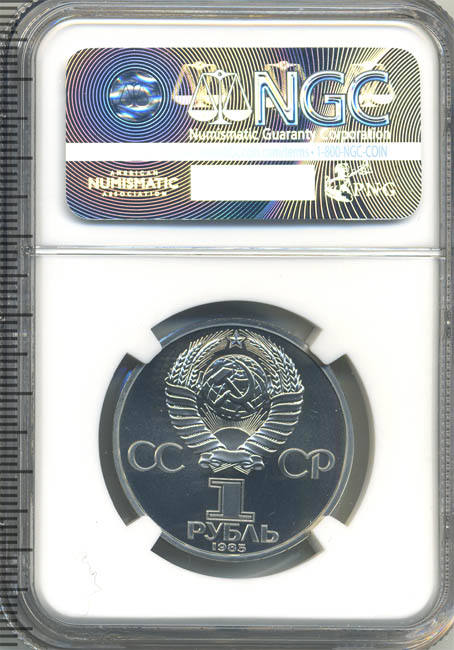 NGC
Numismatic Guaranty Corporation
1-800-NGC-COIN
AMERICAN
NUMISMATIC
ASSOCIATION
PNG
СС СР
1
РУБЛЬ
1985